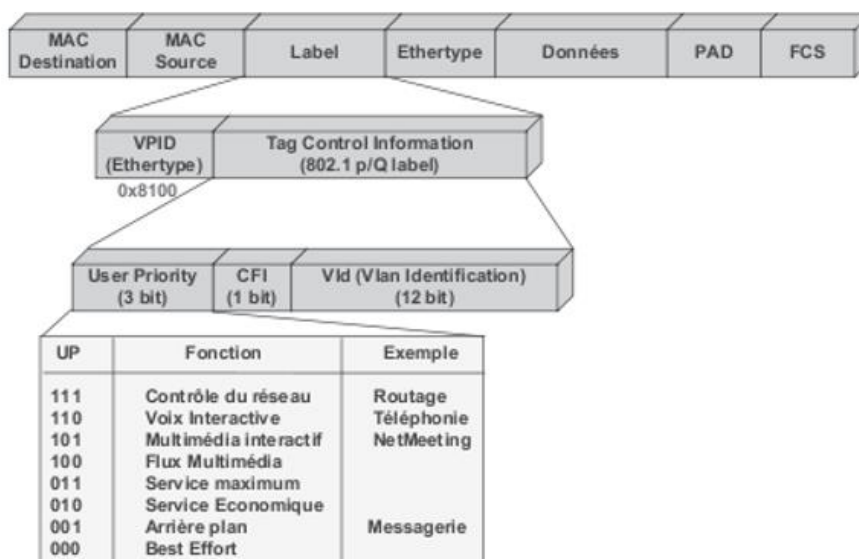 MAC Destination MAC Source Label Ethertype Données PAD FCS
VPID (Ethertype) Tag Control Information (802.1 p/Q label)
0x8100
User Priority (3 bit) CFI (1 bit) VId (Vlan Identification) (12 bit)
UP Fonction Exemple
111 Contrôle du réseau Routage
110 Voix Interactive Téléphonie
101 Multimédia interactif NetMeeting
100 Flux Multimédia
011 Service maximum
010 Service Economique
001 Arrière plan Messagerie
000 Best Effort